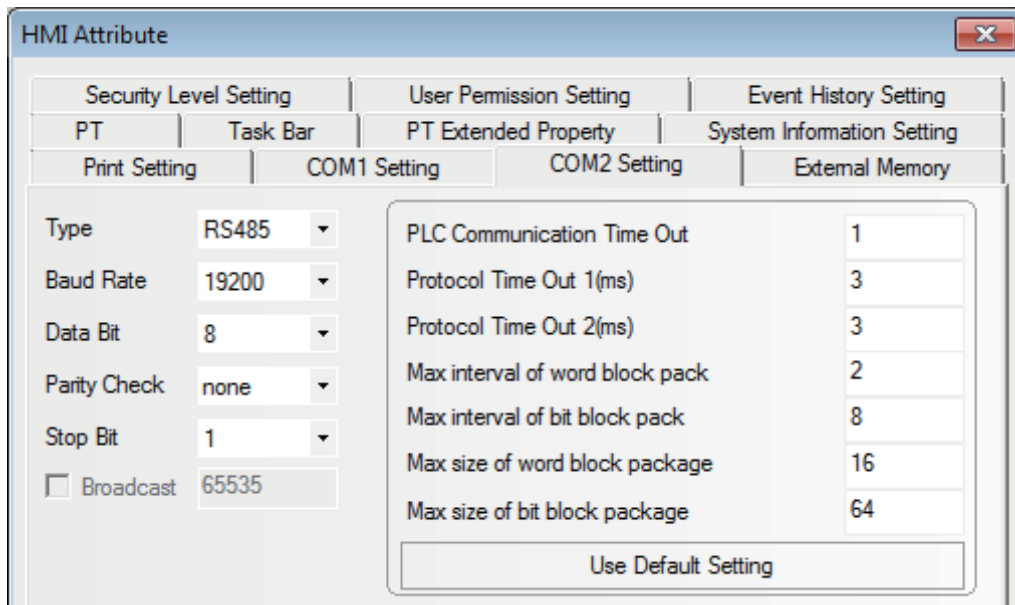 HMI Attribute
Security Level Setting User Permission Setting Event History Setting
PT Task Bar PT Extended Property System Information Setting
Print Setting COM1 Setting COM2 Setting External Memory
Type RS485
Baud Rate 19200
Data Bit 8
Parity Check none
Stop Bit 1
Broadcast 65535
PLC Communication Time Out 1
Protocol Time Out 1(ms) 3
Protocol Time Out 2(ms) 3
Max interval of word block pack 2
Max interval of bit block pack 8
Max size of word block package 16
Max size of bit block package 64
Use Default Setting